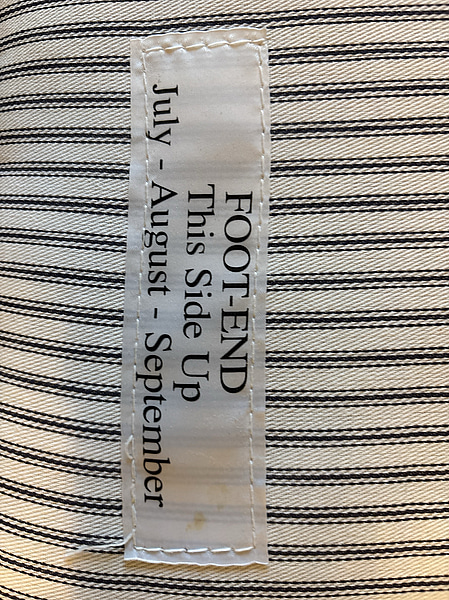 FOOT-END
This Side Up
July - August - September